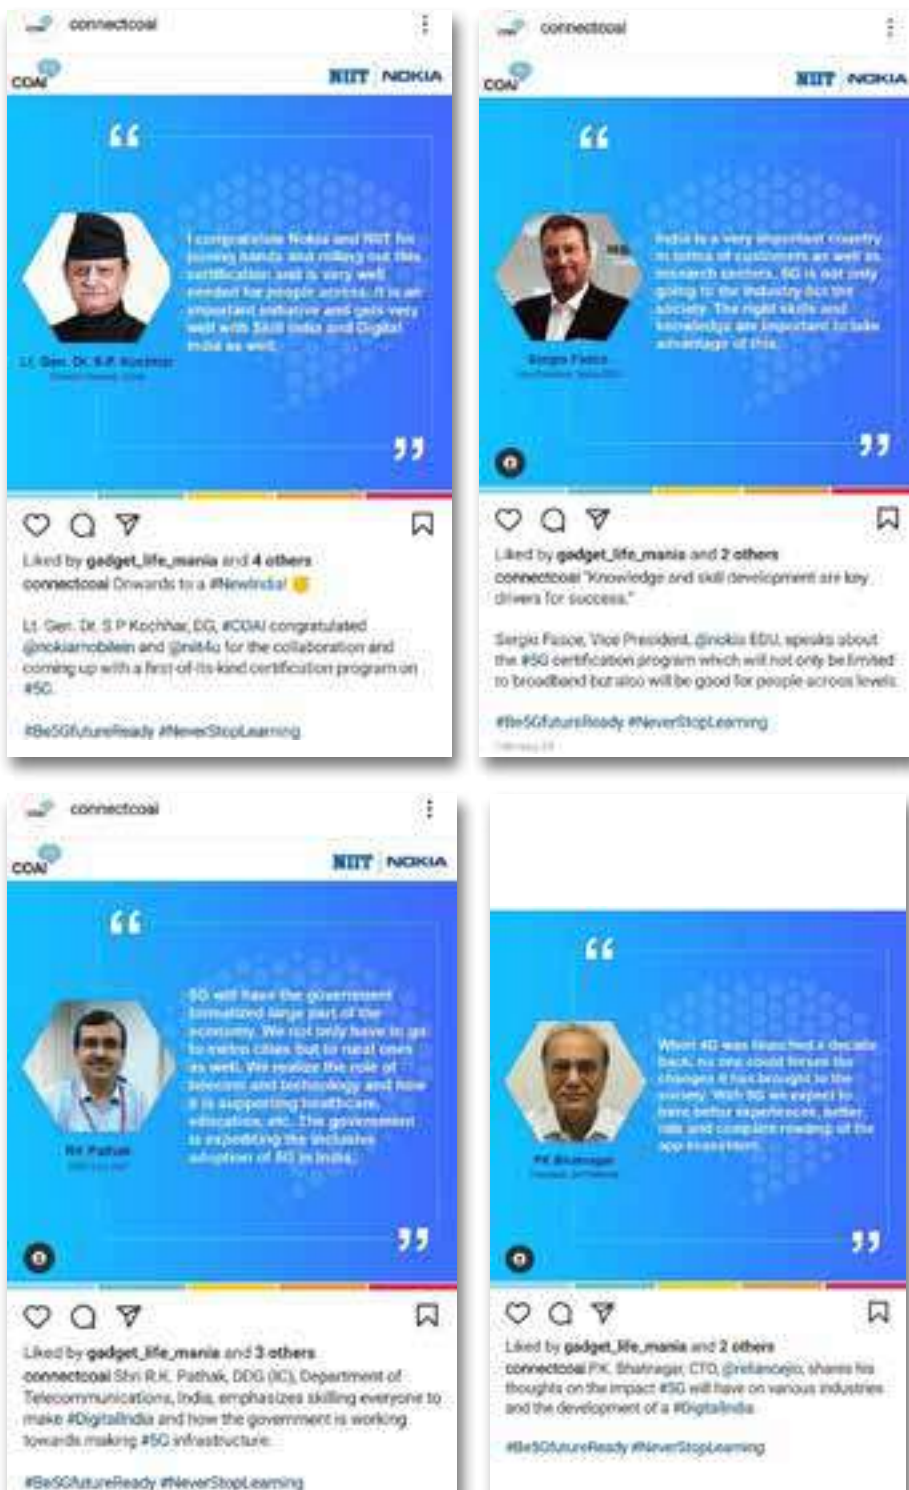 connectcoai
COAI
NIIT NOKIA
I congratulate Nokia and NIIT for
joining hands and rolling out this
certification and is very well
needed for people across. It is an
important initiative and gels very
well with Skill India and Digital
India as well.
Lt. Gen. Dr. S.P. Kochhar
Liked by gadget_life_mania and 4 others
connectcoai Onwards to a #NewIndia!
Lt. Gen. Dr. S P Kochhar, DG, #COAI congratulated
@nokiamobilein and @niit4u for the collaboration and
coming up with a first-of-its-kind certification program on
#5G.
#Be5GfutureReady #NeverStopLearning
connectcoai
COAI
NIIT NOKIA
India is a very important country
in terms of customers as well as
research centers. 5G is not only
going to the industry but the
society. The right skills and
knowledge are important to take
advantage of this.
Sergio Fasce
Liked by gadget_life_mania and 2 others
connectcoai "Knowledge and skill development are key
drivers for success."
Sergio Fasce, Vice President, @nokia EDU, speaks about
the #5G certification program which will not only be limited
to broadband but also will be good for people across levels.
#Be5GfutureReady #NeverStopLearning
connectcoai
COAI
NIIT NOKIA
5G will have the government
formalized large part of the
economy. We not only have to go
to metro cities but to rural ones
as well. We realize the role of
telecom and technology and how
it is supporting healthcare,
education, etc. The government
is expediting the inclusive
adoption of 5G in India.
RK Pathak
Liked by gadget_life_mania and 3 others
connectcoai Shri R.K. Pathak, DDG (IC), Department of
Telecommunications, India, emphasizes skilling everyone to
make #DigitalIndia and how the government is working
towards making #5G infrastructure.
#Be5GfutureReady #NeverStopLearning
When 4G was launched a decade
back, no one could forsee the
changes it has brought to the
society. With 5G we expect to
have better experiences, better
rate and complete revamp of the
app ecosystem.
PK Bhatnagar
Liked by gadget_life_mania and 2 others
connectcoai P.K. Bhatnagar, CTO, @reliancejio, shares his
thoughts on the impact #5G will have on various industries
and the development of a #DigitalIndia.
#Be5GfutureReady #NeverStopLearning